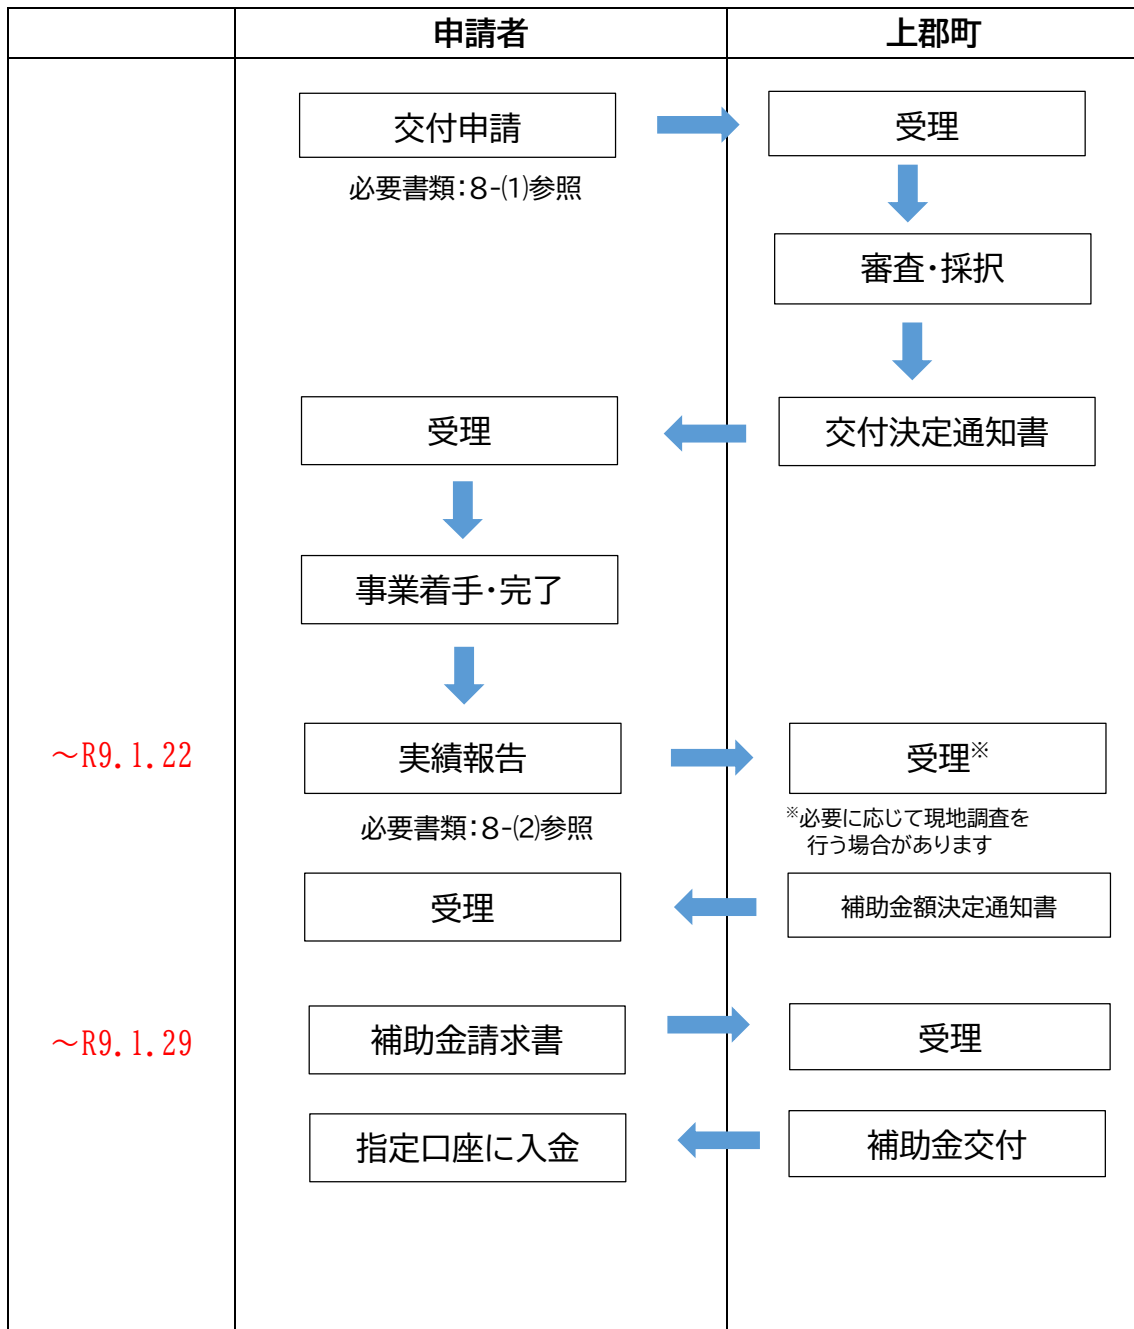 申請者
上郡町
交付申請
受理
必要書類：８-⑴参照
審査・採択
受理
交付決定通知書
事業着手・完了
～R9.1.22
実績報告
受理※
必要書類：８-⑵参照
※必要に応じて現地調査を
行う場合があります
受理
補助金額決定通知書
～R9.1.29
補助金請求書
受理
指定口座に入金
補助金交付